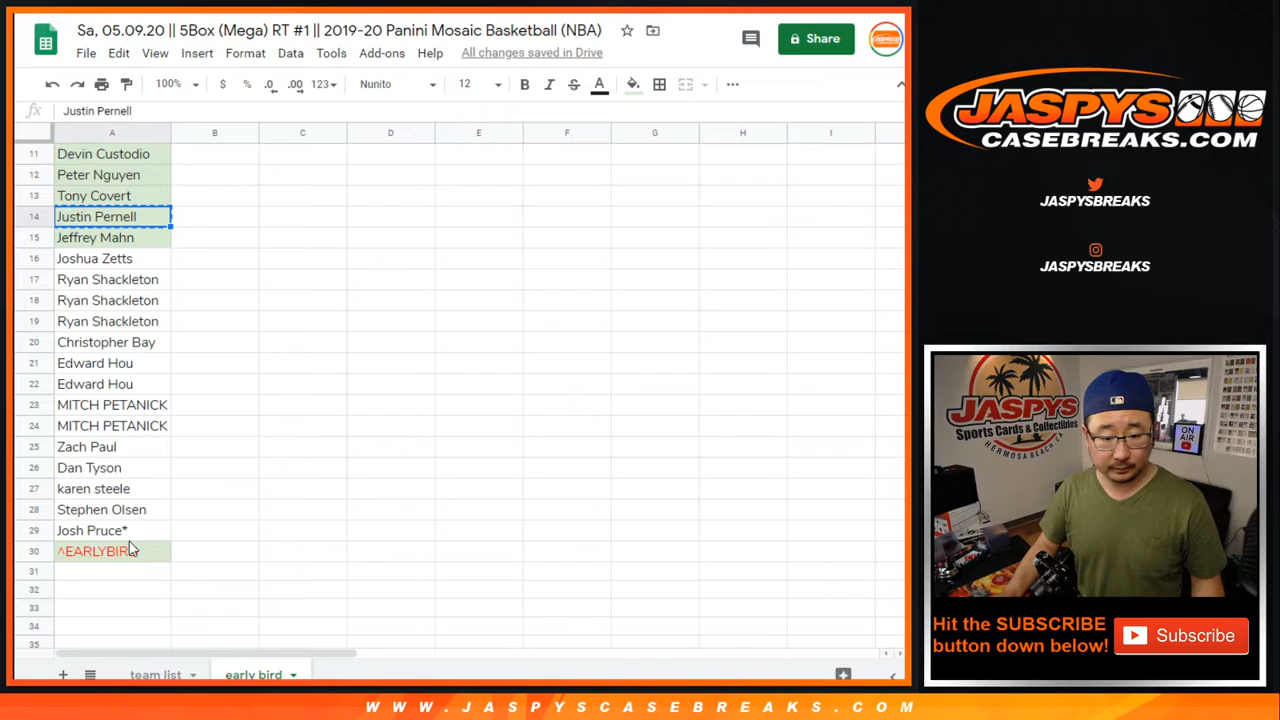 Sa, 05.09.20 || 5Box (Mega) RT #1 || 2019-20 Panini Mosaic Basketball (NBA)
File Edit View Insert Format Data Tools Add-ons Help All changes saved in Drive
Share
100% $ % .0 .00 123 Nunito 12 B I S A
fx Justin Pernell
A B C D E F G H I
11 Devin Custodio
12 Peter Nguyen
13 Tony Covert
14 Justin Pernell
15 Jeffrey Mahn
16 Joshua Zetts
17 Ryan Shackleton
18 Ryan Shackleton
19 Ryan Shackleton
20 Christopher Bay
21 Edward Hou
22 Edward Hou
23 MITCH PETANICK
24 MITCH PETANICK
25 Zach Paul
26 Dan Tyson
27 karen steele
28 Stephen Olsen
29 Josh Pruce*
30 ^EARLYBIR
31
32
33
34
35
team list early bird
JASPYS
CASEBREAKS.COM
JASPYSBREAKS
JASPYSBREAKS
JASPYS
Sports Cards & Collectibles
HERMOSA BEACH, CA
ON AIR
Hit the SUBSCRIBE
button down below!
Subscribe
WWW.JASPYSCASEBREAKS.COM